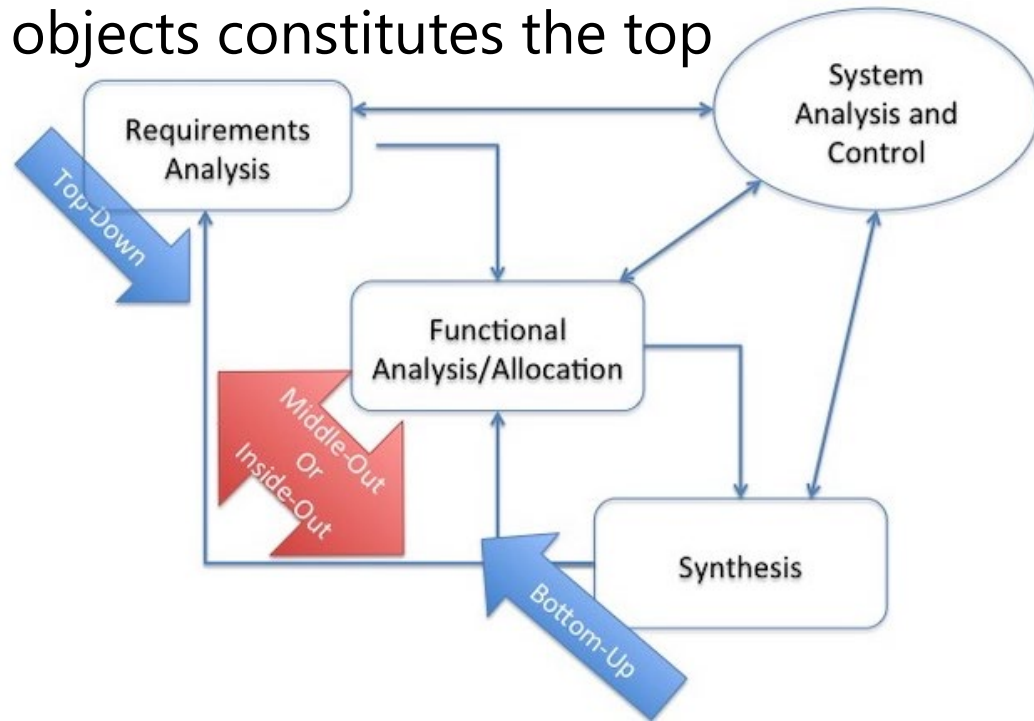 objects constitutes the top
System
Analysis and
Control
Requirements
Analysis
Top-Down
Functional
Analysis/Allocation
Middle-Out
Or
Inside-Out
Synthesis
Bottom-Up